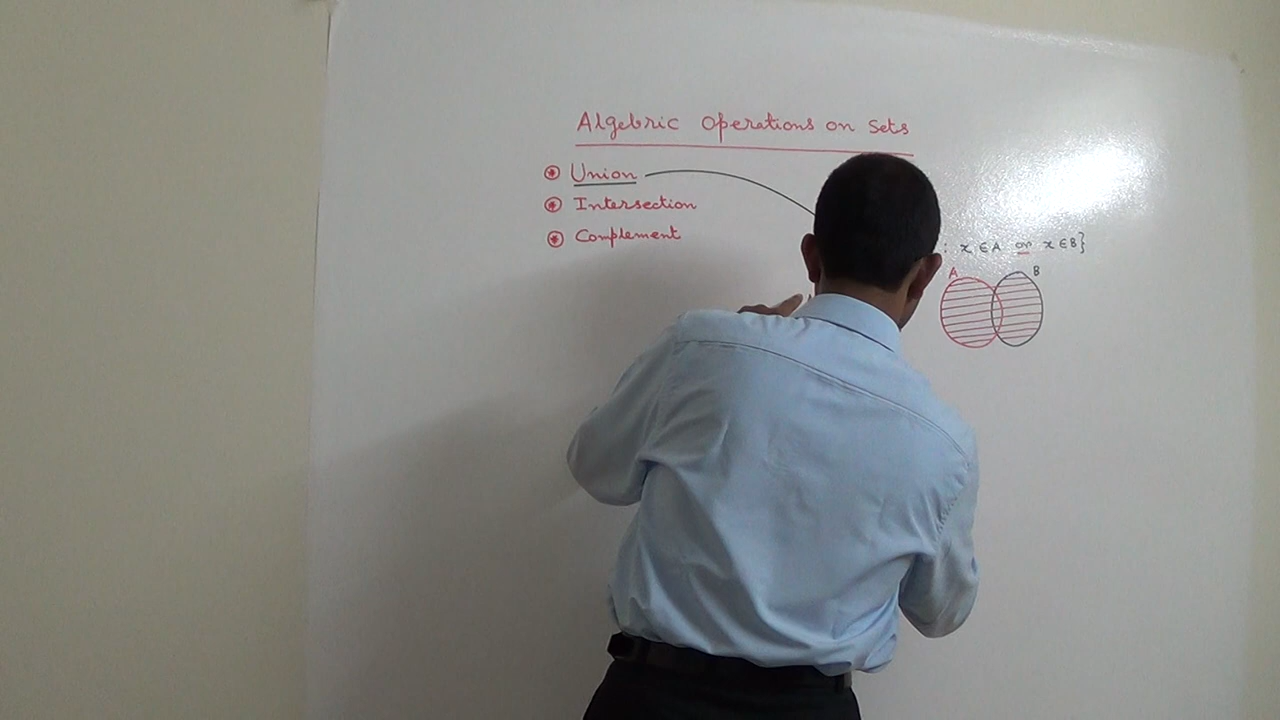 Algebric Operations on Sets
⊛ Union
⊛ Intersection
⊛ Complement
: x ∈ A or x ∈ B}
A B